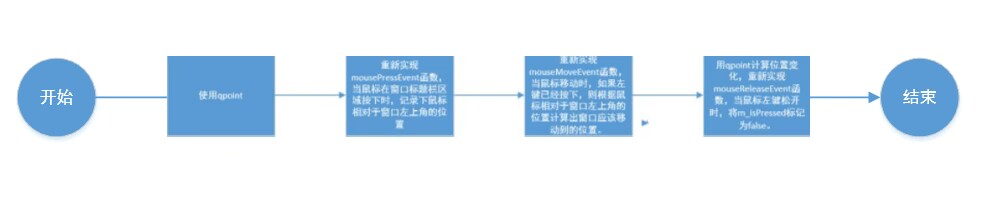 开始
使用qpoint
重新实现
mousePressEvent函数，
当鼠标在窗口标题栏区
域按下时，记录下鼠标
相对于窗口左上角的位
置
重新实现
mouseMoveEvent函数，
当鼠标移动时，如果左
键已经按下，则根据鼠
标相对于窗口左上角的
位置计算出窗口应该移
动到的位置。
用qpoint计算位置变
化，重新实现
mouseReleaseEvent函
数，当鼠标左键松开
时，将m_isPressed标记
为false。
结束